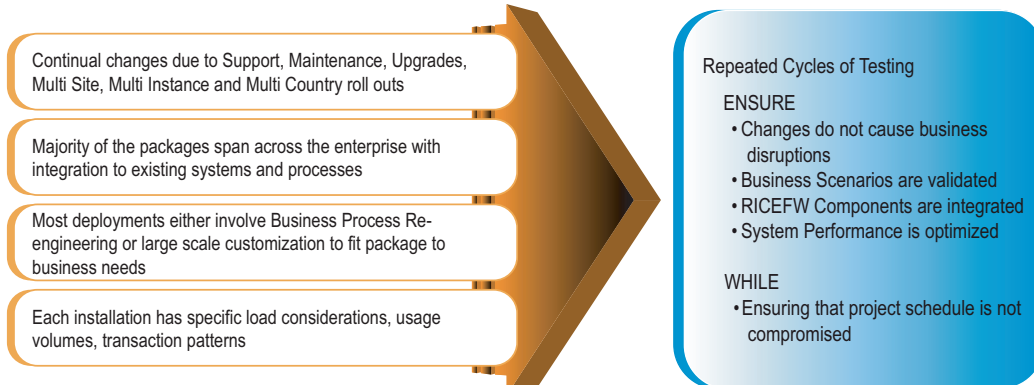 Continual changes due to Support, Maintenance, Upgrades,
Multi Site, Multi Instance and Multi Country roll outs
Majority of the packages span across the enterprise with
integration to existing systems and processes
Most deployments either involve Business Process Re-
engineering or large scale customization to fit package to
business needs
Each installation has specific load considerations, usage
volumes, transaction patterns
Repeated Cycles of Testing
ENSURE
• Changes do not cause business
disruptions
• Business Scenarios are validated
• RICEFW Components are integrated
• System Performance is optimized
WHILE
• Ensuring that project schedule is not
compromised